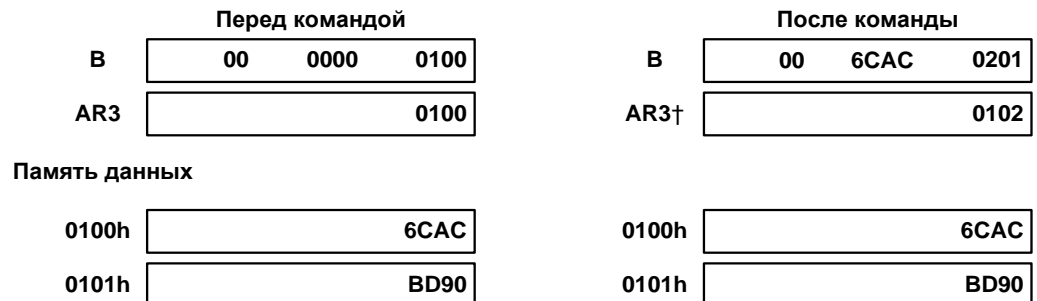 Перед командой После команды
B 00 0000 0100 B 00 6CAC 0201
AR3 0100 AR3† 0102
Память данных
0100h 6CAC 0100h 6CAC
0101h BD90 0101h BD90